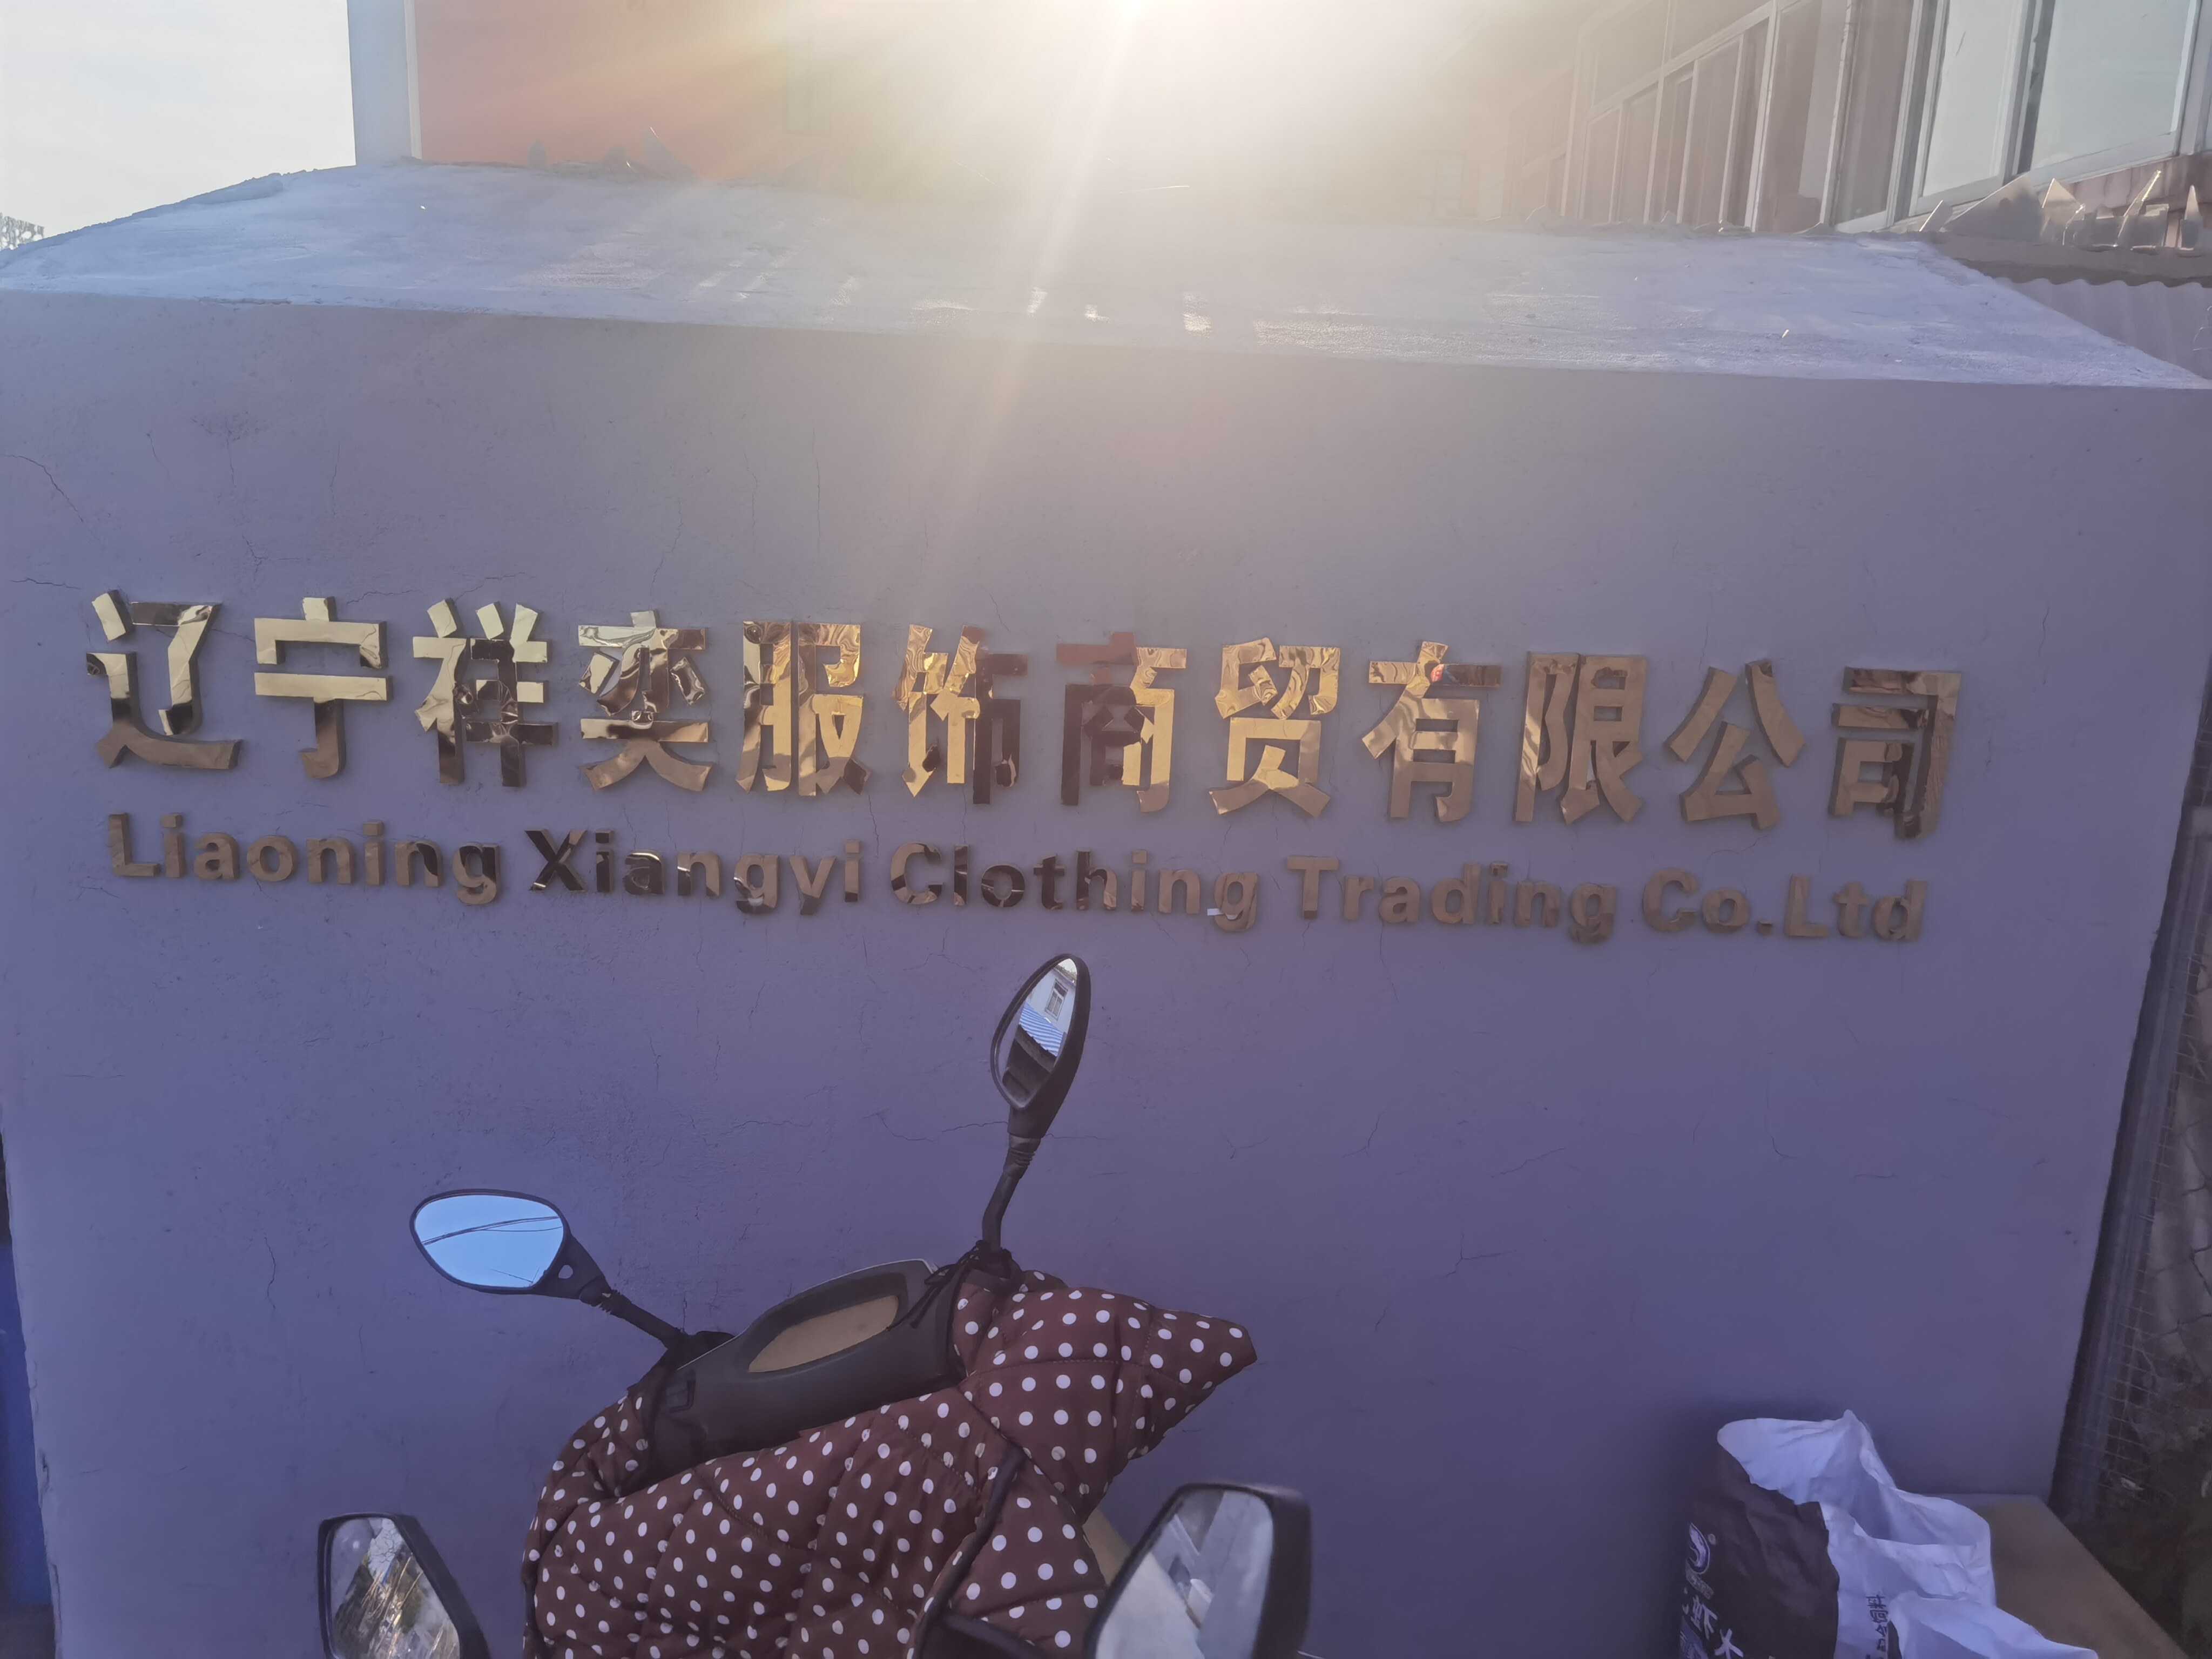 辽宁祥奕服饰商贸有限公司
Liaoning Xiangyi Clothing Trading Co.Ltd